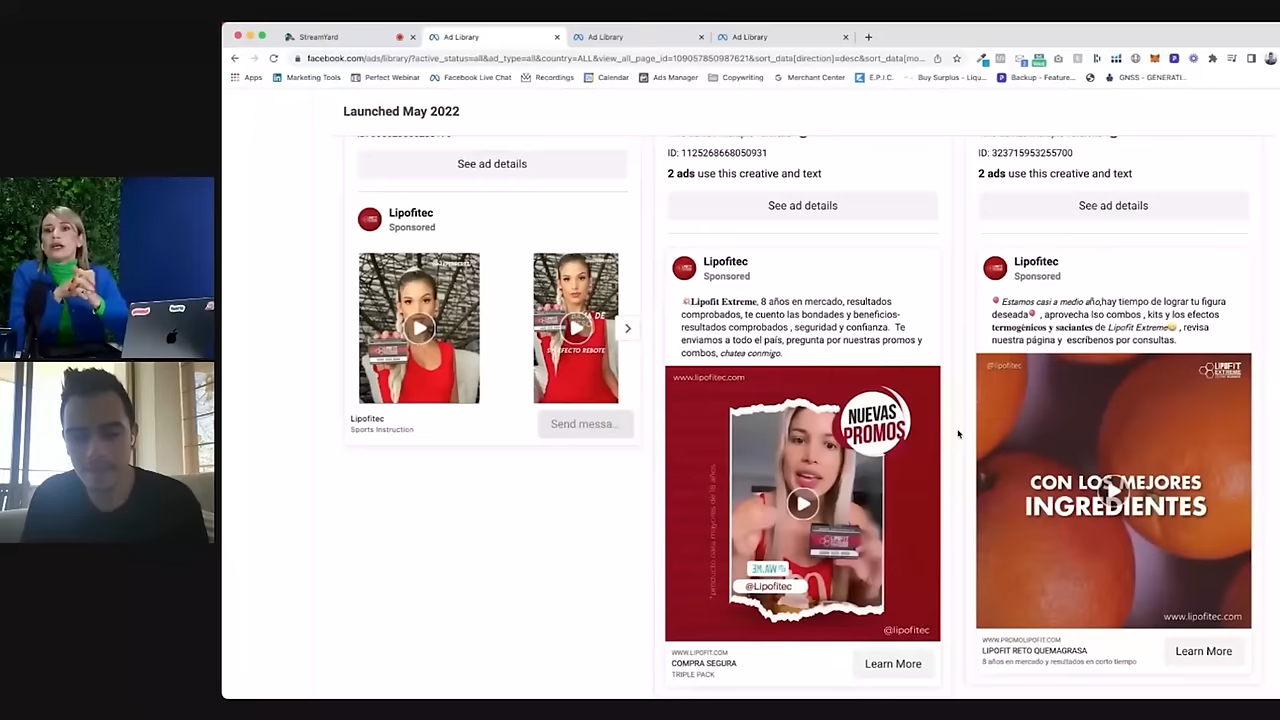 StreamYard
Ad Library
Ad Library
Ad Library
facebook.com/ads/library/?active_status=all&ad_type=all&country=ALL&view_all_page_id=109057850987621&sort_data[direction]=desc&sort_data[mo...
Apps
Marketing Tools
Perfect Webinar
Facebook Live Chat
Recordings
Calendar
Ads Manager
Copywriting
Merchant Center
E.P.I.C.
Buy Surplus - Liqu...
Backup - Feature...
GNSS - GENERATI...
Launched May 2022
See ad details
Lipofitec
Sponsored
Lipofitec
Sports Instruction
Send messa...
ID: 1125268668050931
2 ads use this creative and text
See ad details
Lipofitec
Sponsored
Lipofit Extreme, 8 años en mercado, resultados
comprobados, te cuento las bondades y beneficios-
resultados comprobados , seguridad y confianza. Te
enviamos a todo el país, pregunta por nuestras promos y
combos, chatea conmigo.
www.lipofitec.com
NUEVAS
PROMOS
*producto para mayores de 18 años
@Lipofitec
@lipofitec
WWW.LIPOFIT.COM
COMPRA SEGURA
TRIPLE PACK
Learn More
ID: 323715953255700
2 ads use this creative and text
See ad details
Lipofitec
Sponsored
Estamos casi a medio año,hay tiempo de lograr tu figura
deseada , aprovecha lso combos , kits y los efectos
termogénicos y saciantes de Lipofit Extreme , revisa
nuestra página y escríbenos por consultas.
@lipofitec
LIPOFIT
EXTREME
CON LOS MEJORES
INGREDIENTES
www.lipofitec.com
WWW.PROMOLIPOFIT.COM
LIPOFIT RETO QUEMAGRASA
8 años en mercado y resultados en corto tiempo
Learn More